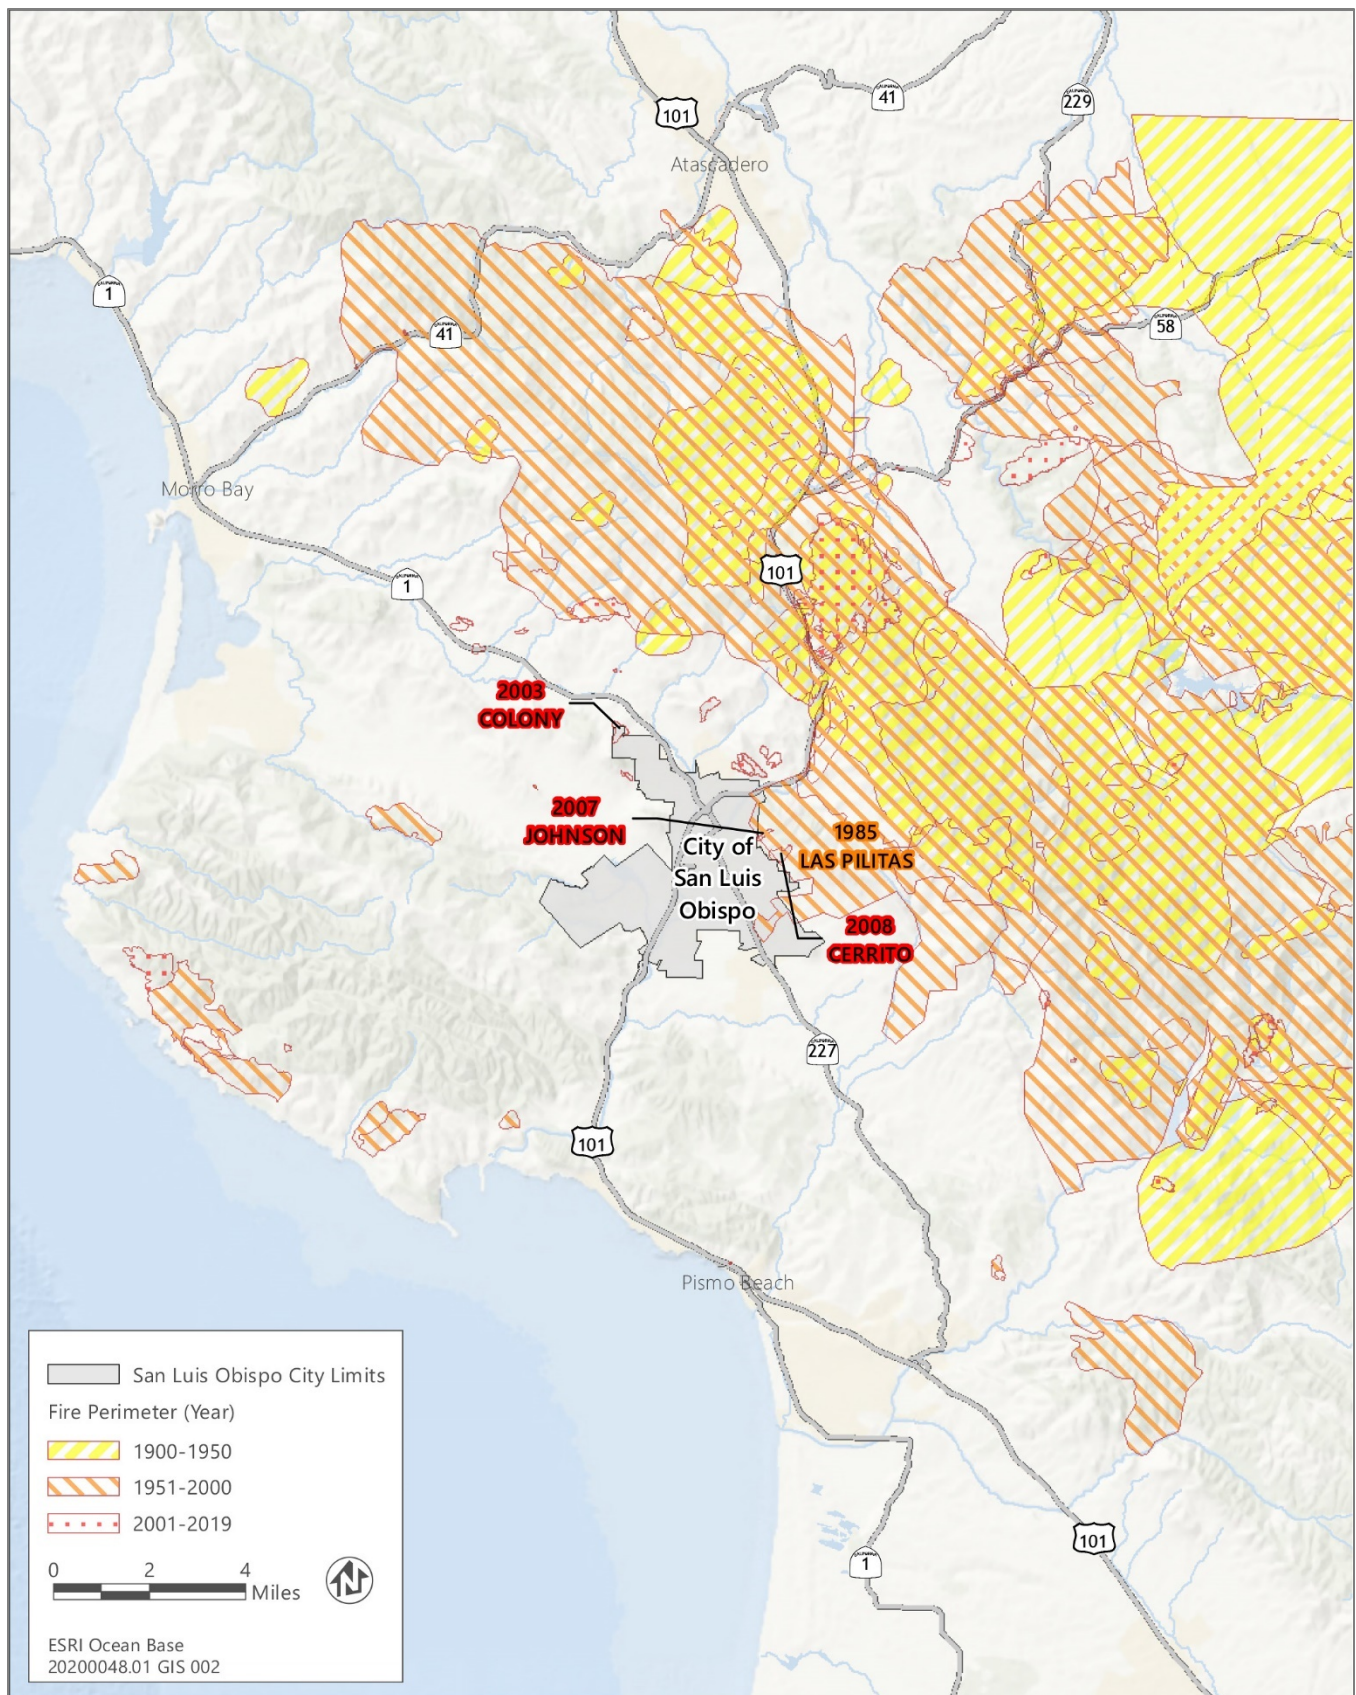 41
229
101
Atascadero
1
41
58
Morro Bay
1
101
2003
COLONY
2007
JOHNSON
1985
LAS PILITAS
City of
San Luis
Obispo
2008
CERRITO
227
101
Pismo Beach
San Luis Obispo City Limits
Fire Perimeter (Year)
1900-1950
1951-2000
2001-2019
0 2 4
Miles
N
ESRI Ocean Base
20200048.01 GIS 002
101
1